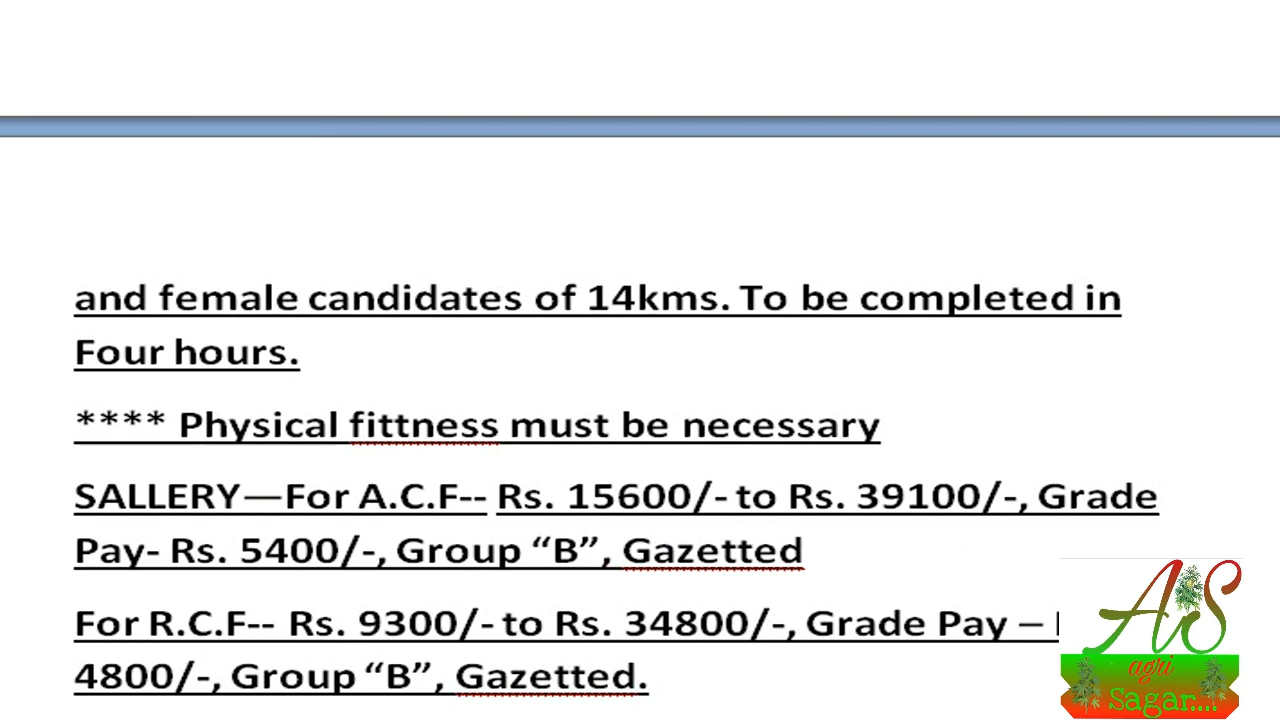 and female candidates of 14kms. To be completed in
Four hours.
**** Physical fittness must be necessary
SALLERY—For A.C.F-- Rs. 15600/- to Rs. 39100/-, Grade
Pay- Rs. 5400/-, Group “B”, Gazetted
For R.C.F-- Rs. 9300/- to Rs. 34800/-, Grade Pay –
4800/-, Group “B”, Gazetted.
AS
agri
Sagar....